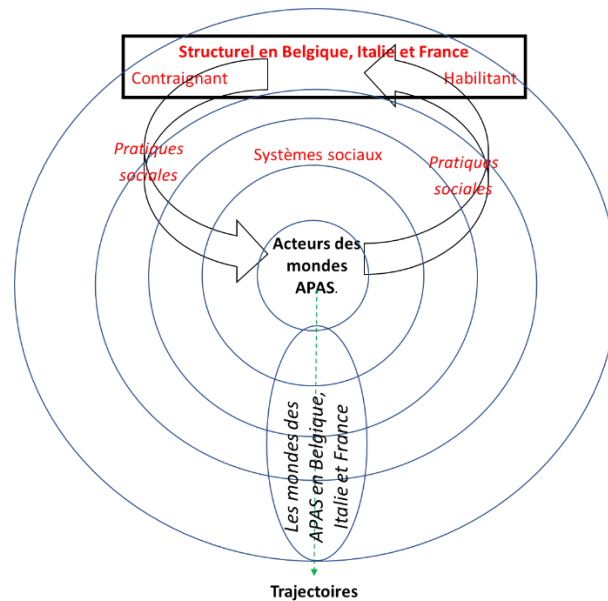 Structurel en Belgique, Italie et France
Contraignant
Habilitant
Pratiques
sociales
Systèmes sociaux
Pratiques
sociales
Acteurs des
mondes
APAS.
Les mondes des
APAS en Belgique,
Italie et France
Trajectoires